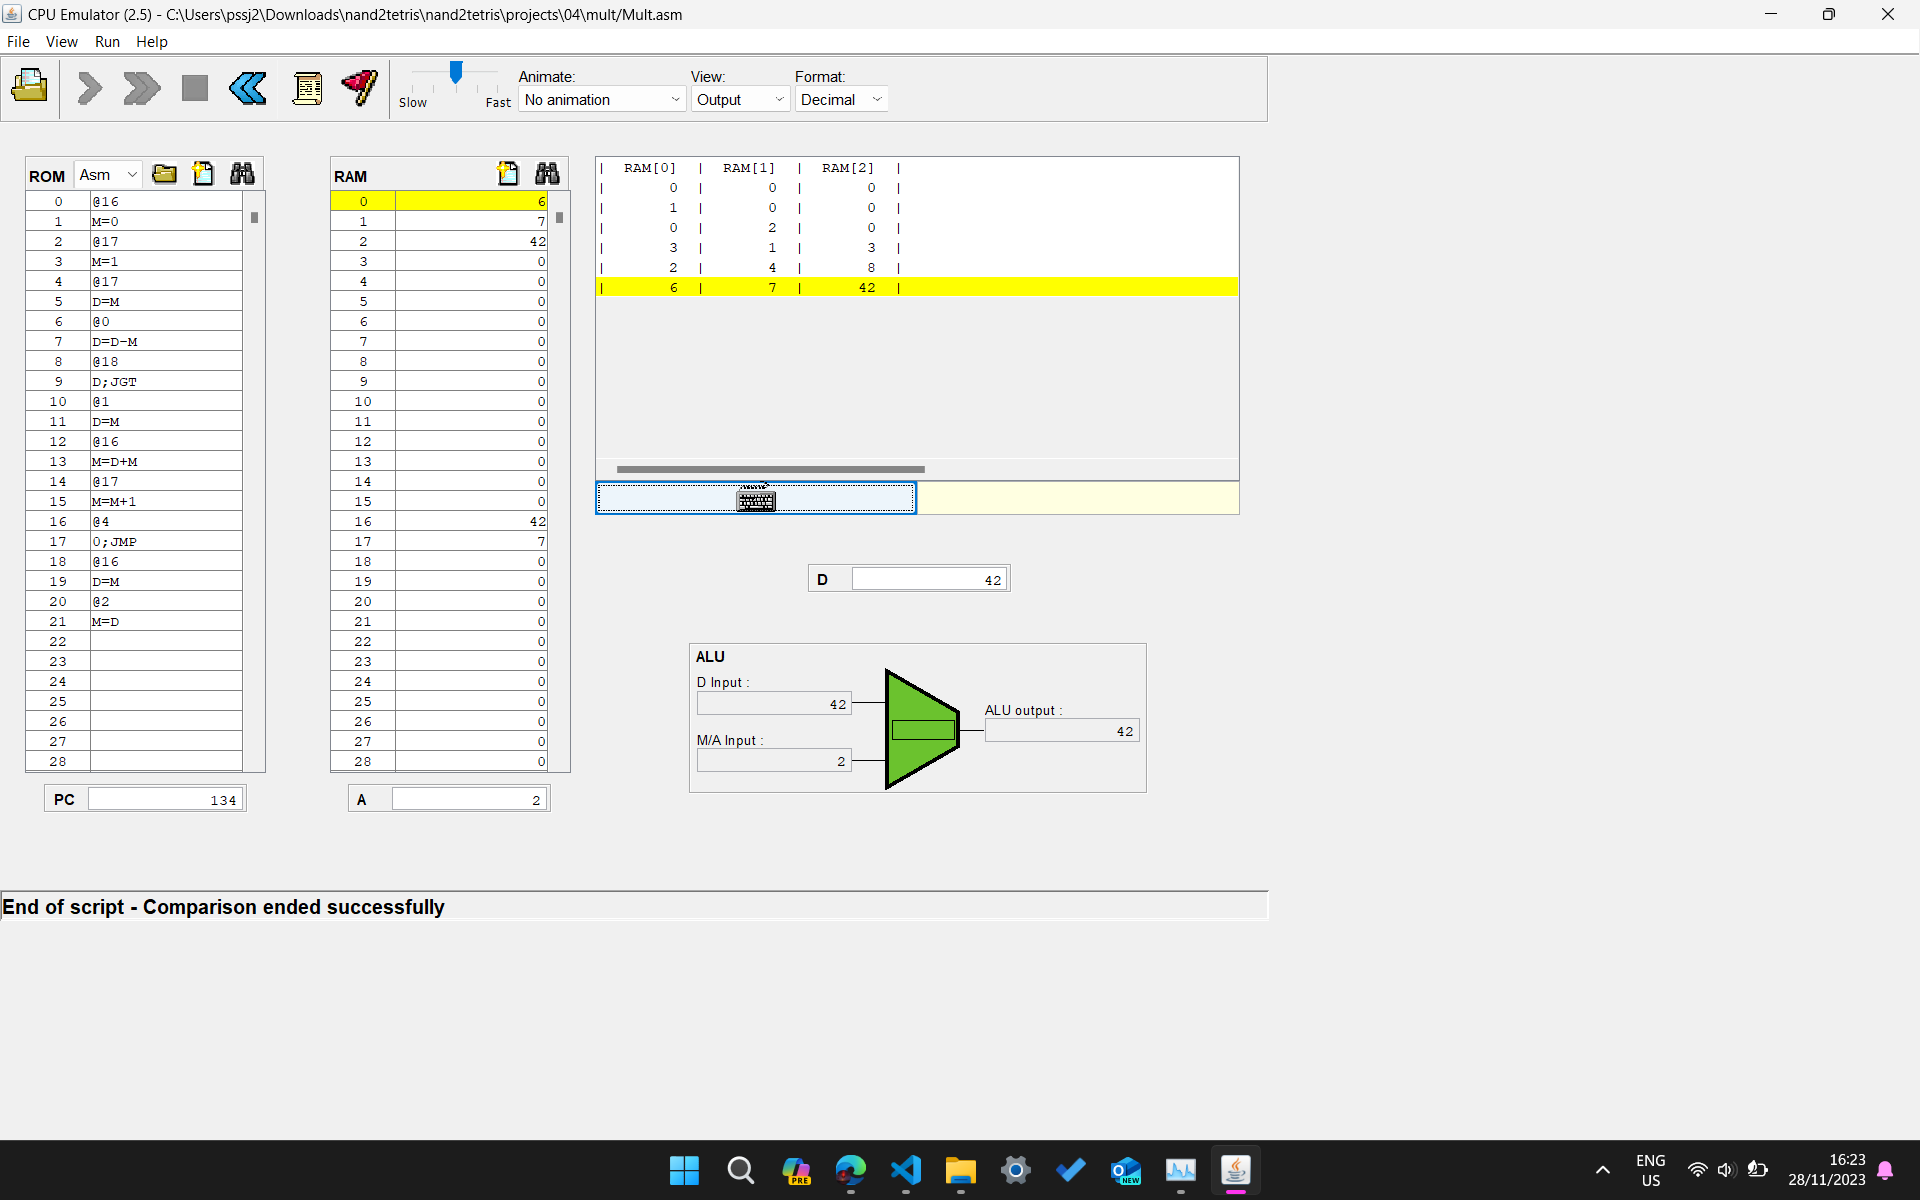 CPU Emulator (2.5) - C:\Users\pssj2\Downloads\nand2tetris\nand2tetris\projects\04\mult/Mult.asm
File View Run Help
Animate: View: Format:
Slow Fast No animation Output Decimal
ROM Asm
0 @16
1 M=0
2 @17
3 M=1
4 @17
5 D=M
6 @0
7 D=D-M
8 @18
9 D;JGT
10 @1
11 D=M
12 @16
13 M=D+M
14 @17
15 M=M+1
16 @4
17 0;JMP
18 @16
19 D=M
20 @2
21 M=D
22
23
24
25
26
27
28
PC 134
RAM
0 6
1 7
2 42
3 0
4 0
5 0
6 0
7 0
8 0
9 0
10 0
11 0
12 0
13 0
14 0
15 0
16 42
17 7
18 0
19 0
20 0
21 0
22 0
23 0
24 0
25 0
26 0
27 0
28 0
A 2
| RAM[0] | RAM[1] | RAM[2] |
| 0 | 0 | 0 |
| 1 | 0 | 0 |
| 0 | 2 | 0 |
| 3 | 1 | 3 |
| 2 | 4 | 8 |
| 6 | 7 | 42 |
D 42
ALU
D Input :
42
M/A Input :
2
ALU output :
42
End of script - Comparison ended successfully
PRE
NEW
ENG
US
16:23
28/11/2023